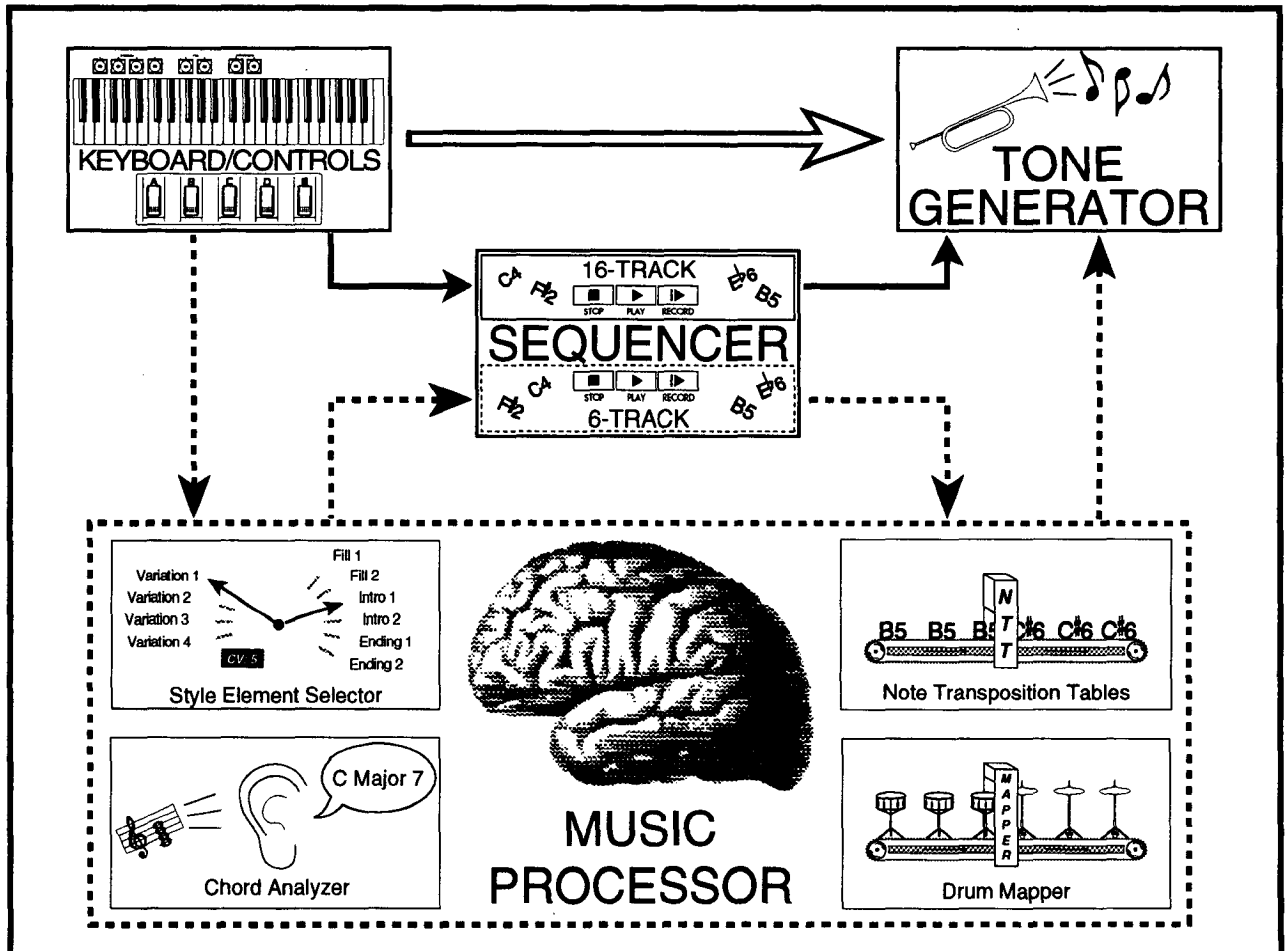 KEYBOARD/CONTROLS
A B C D
TONE
GENERATOR
16-TRACK
C4
F♯2
STOP PLAY RECORD
E♭6
B5
SEQUENCER
F♯2
C4
STOP PLAY RECORD
B5
E♭6
6-TRACK
Variation 1
Variation 2
Variation 3
Variation 4
Fill 1
Fill 2
Intro 1
Intro 2
Ending 1
Ending 2
CVS
Style Element Selector
C Major 7
Chord Analyzer
MUSIC
PROCESSOR
B5 B5 B5 C#6 C#6 C#6
NTT
Note Transposition Tables
MAPPER
Drum Mapper